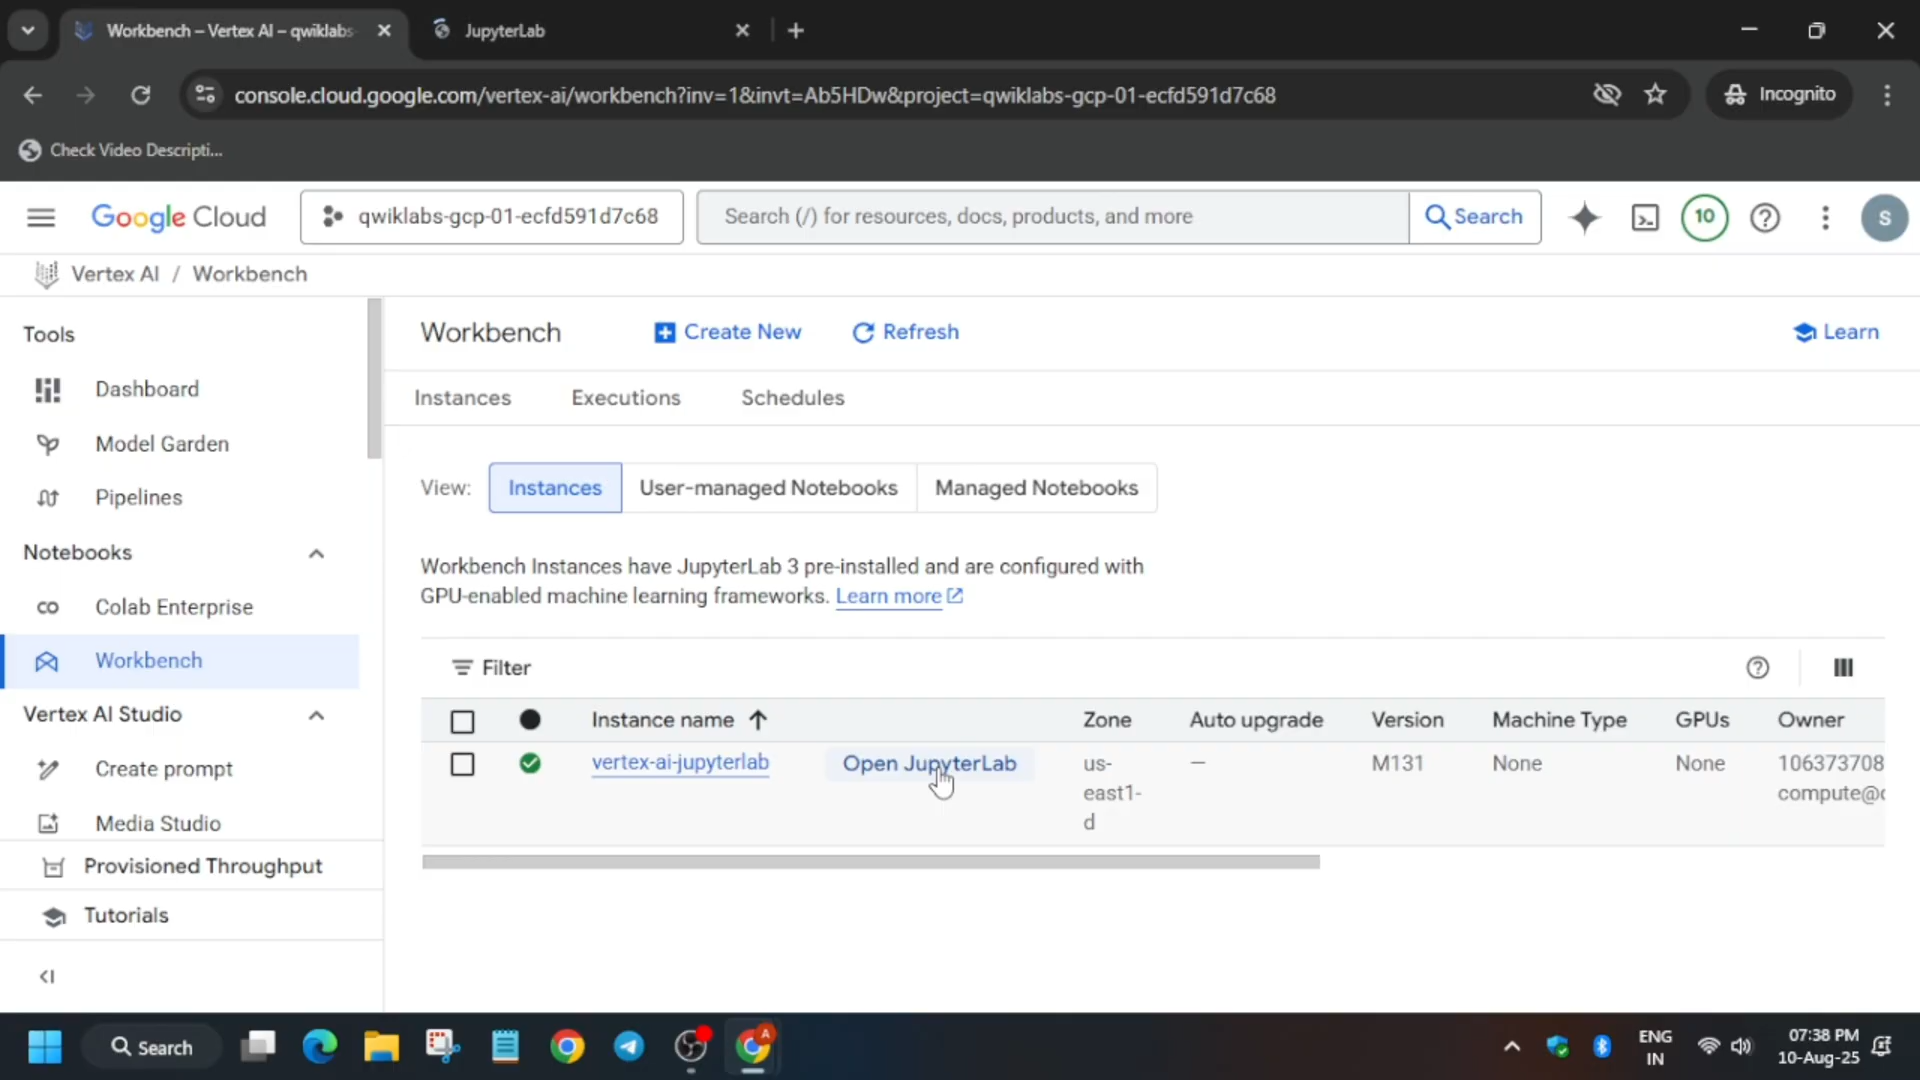 Workbench – Vertex AI – qwiklabs-
JupyterLab
console.cloud.google.com/vertex-ai/workbench?inv=1&invt=Ab5HDw&project=qwiklabs-gcp-01-ecfd591d7c68
Incognito
Check Video Descripti...
Google Cloud
qwiklabs-gcp-01-ecfd591d7c68
Search (/) for resources, docs, products, and more
Search
10
S
Vertex AI / Workbench
Tools
Dashboard
Model Garden
Pipelines
Notebooks
Colab Enterprise
Workbench
Vertex AI Studio
Create prompt
Media Studio
Provisioned Throughput
Tutorials
Workbench
Create New
Refresh
Learn
Instances
Executions
Schedules
View:
Instances
User-managed Notebooks
Managed Notebooks
Workbench Instances have JupyterLab 3 pre-installed and are configured with
GPU-enabled machine learning frameworks. Learn more
Filter
Instance name
Zone
Auto upgrade
Version
Machine Type
GPUs
Owner
vertex-ai-jupyterlab
Open JupyterLab
us-
east1-
d
—
M131
None
None
106373708
compute@
Search
A
ENG
IN
07:38 PM
10-Aug-25